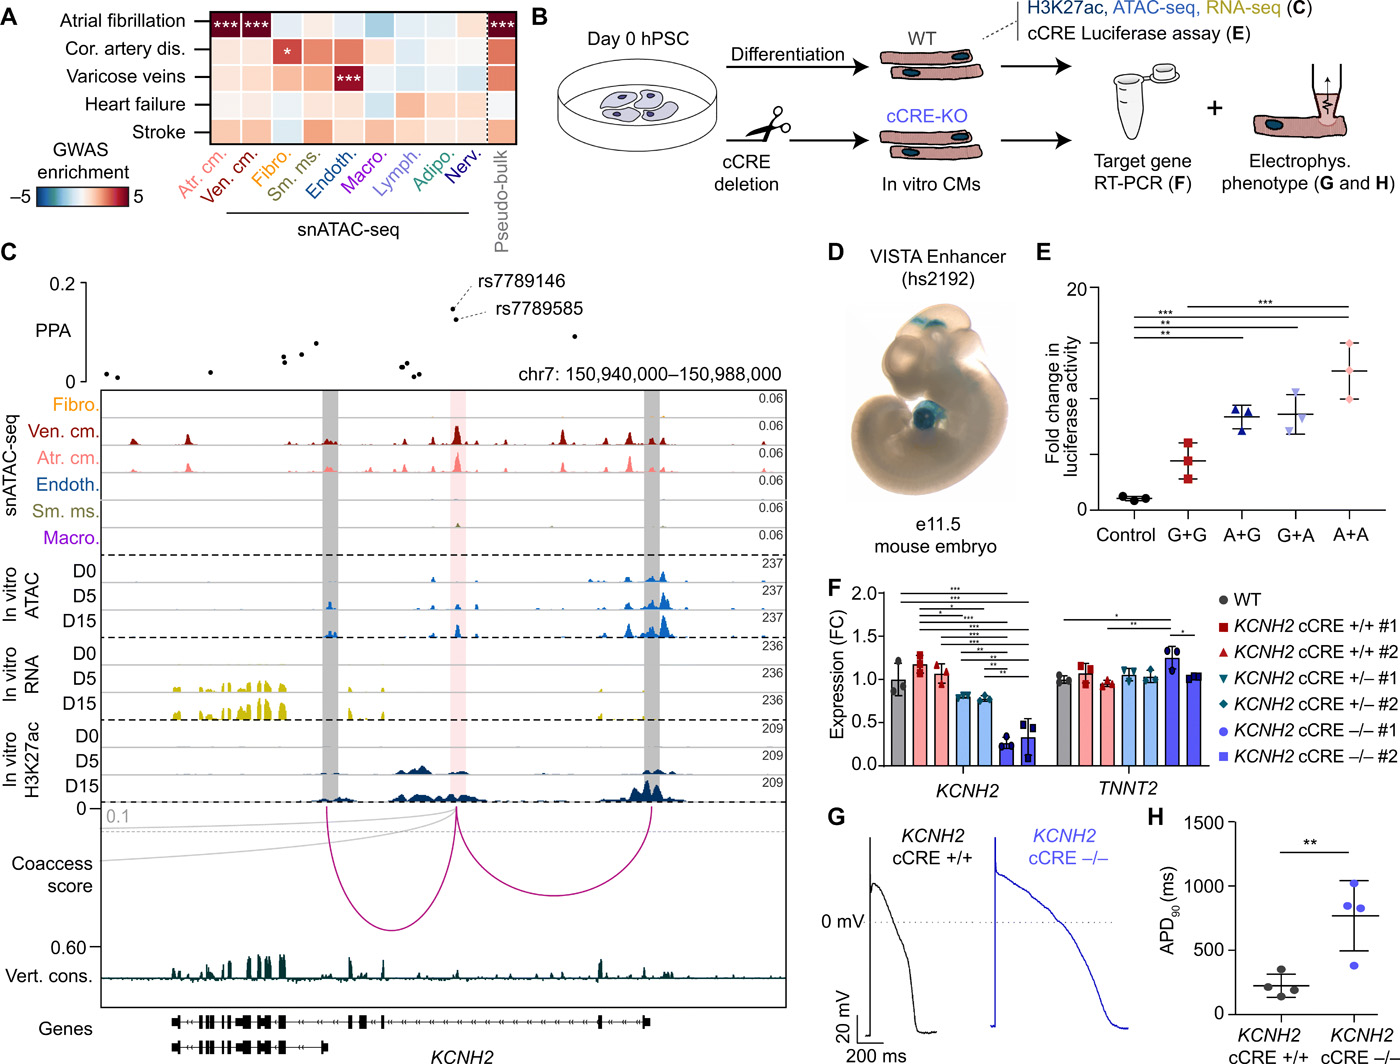 A
Atrial fibrillation
Cor. artery dis.
Varicose veins
Heart failure
Stroke
*** *** ***
*
***
GWAS
enrichment
–5 5
Atr. cm.
Ven. cm.
Fibro.
Sm. ms.
Endoth.
Macro.
Lymph.
Adipo.
Nerv.
Pseudo-bulk
snATAC-seq
B
Day 0 hPSC
Differentiation
cCRE
deletion
WT
cCRE-KO
In vitro CMs
H3K27ac, ATAC-seq, RNA-seq (C)
cCRE Luciferase assay (E)
Target gene
RT-PCR (F)
+
Electrophys.
phenotype (G and H)
C
0.2
PPA
0
rs7789146
rs7789585
chr7: 150,940,000–150,988,000
snATAC-seq
Fibro. 0.06
Ven. cm. 0.06
Atr. cm. 0.06
Endoth. 0.06
Sm. ms. 0.06
Macro. 0.06
In vitro
ATAC
D0 237
D5 237
D15 237
In vitro
RNA
D0 236
D5 236
D15 236
In vitro
H3K27ac
D0 209
D5 209
D15 209
0
0.1
Coaccess
score
0.60
Vert. cons.
Genes
KCNH2
D
VISTA Enhancer
(hs2192)
e11.5
mouse embryo
E
Fold change in
luciferase activity
20
0
***
***
**
**
Control G+G A+G G+A A+A
F
Expression (FC)
2.0
1.5
1.0
0.5
0.0
***
***
*
* ***
***
***
***
**
**
**
**
*
**
*
KCNH2 TNNT2
WT
KCNH2 cCRE +/+ #1
KCNH2 cCRE +/+ #2
KCNH2 cCRE +/– #1
KCNH2 cCRE +/– #2
KCNH2 cCRE –/– #1
KCNH2 cCRE –/– #2
G
KCNH2
cCRE +/+
KCNH2
cCRE –/–
0 mV
20 mV
200 ms
H
APD90 (ms)
1500
1000
500
0
**
KCNH2
cCRE +/+
KCNH2
cCRE –/–